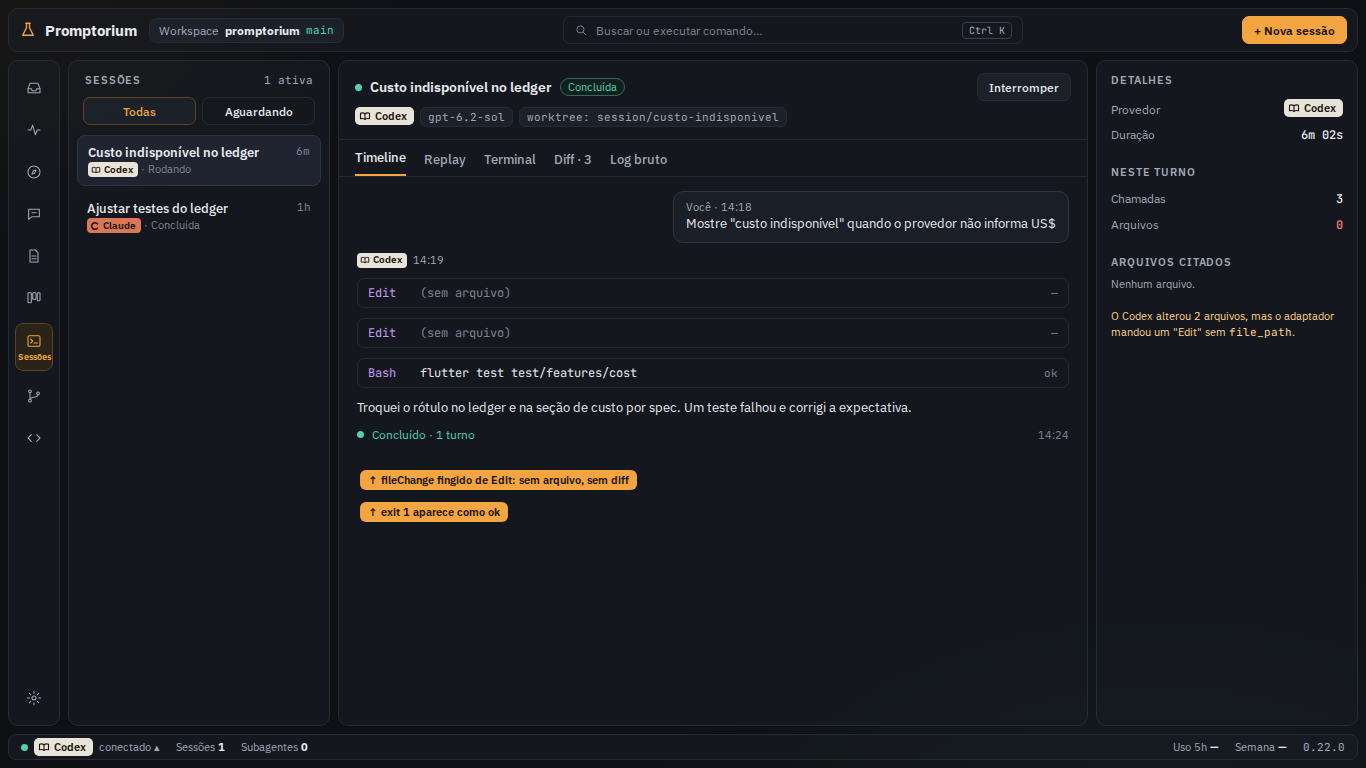 Promptorium
Workspace promptorium main
Buscar ou executar comando...
Ctrl K
+ Nova sessão
Sessões
SESSÕES
1 ativa
Todas
Aguardando
Custo indisponível no ledger
6m
Codex · Rodando
Ajustar testes do ledger
1h
Claude · Concluída
Custo indisponível no ledger
Concluída
Interromper
Codex
gpt-6.2-sol
worktree: session/custo-indisponivel
Timeline
Replay
Terminal
Diff · 3
Log bruto
Você · 14:18
Mostre "custo indisponível" quando o provedor não informa US$
Codex 14:19
Edit (sem arquivo) —
Edit (sem arquivo) —
Bash flutter test test/features/cost ok
Troquei o rótulo no ledger e na seção de custo por spec. Um teste falhou e corrigi a expectativa.
Concluído · 1 turno
14:24
↑ fileChange fingido de Edit: sem arquivo, sem diff
↑ exit 1 aparece como ok
DETALHES
Provedor Codex
Duração 6m 02s
NESTE TURNO
Chamadas 3
Arquivos 0
ARQUIVOS CITADOS
Nenhum arquivo.
O Codex alterou 2 arquivos, mas o adaptador
mandou um "Edit" sem file_path.
Codex conectado ▴
Sessões 1
Subagentes 0
Uso 5h —
Semana —
0.22.0